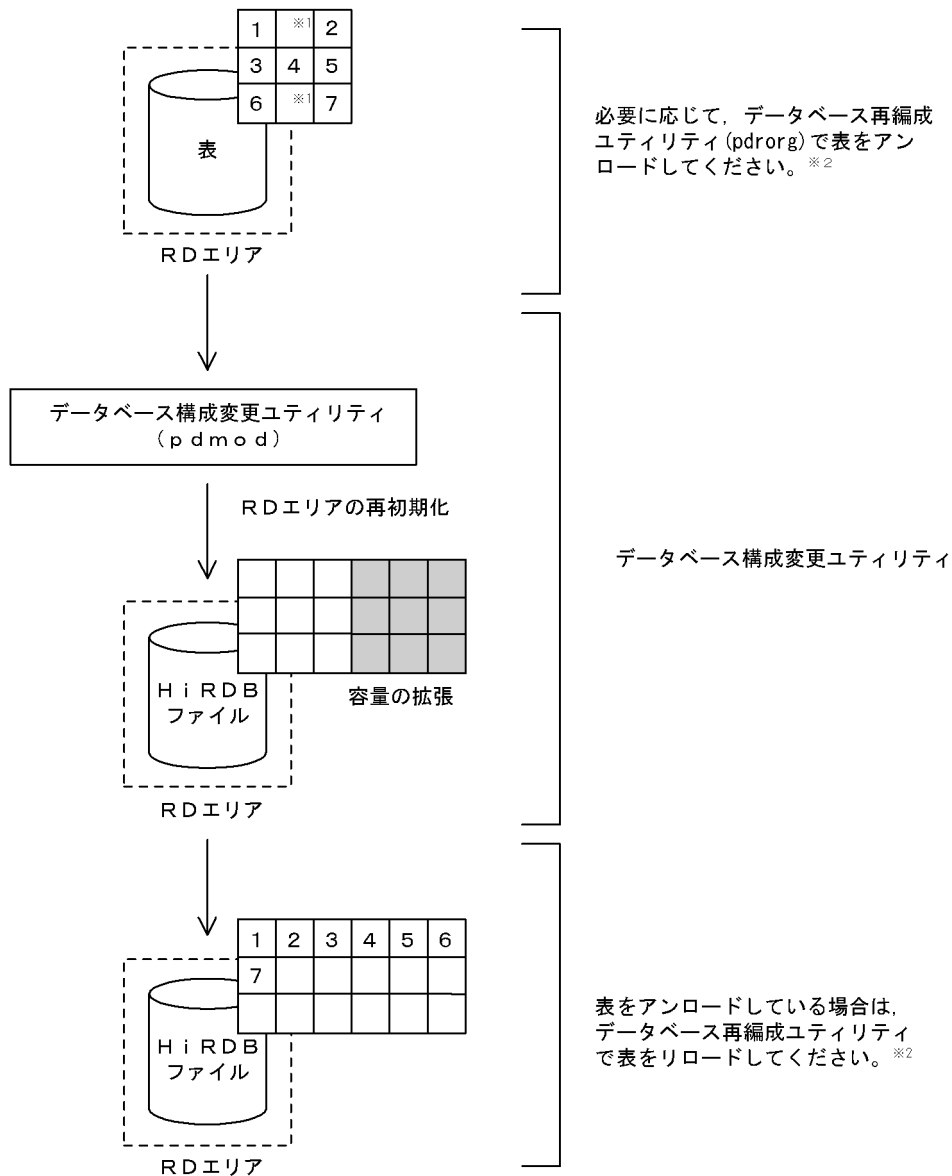 1 ※1 2
3 4 5
6 ※1 7
表
RDエリア
必要に応じて，データベース再編成
ユティリティ(pdrorg)で表をアン
ロードしてください。※2
データベース構成変更ユティリティ
(pdmod)
RDエリアの再初期化
データベース構成変更ユティリティ
HiRDB
ファイル
容量の拡張
RDエリア
1 2 3 4 5 6
7
HiRDB
ファイル
RDエリア
表をアンロードしている場合は，
データベース再編成ユティリティ
で表をリロードしてください。※2